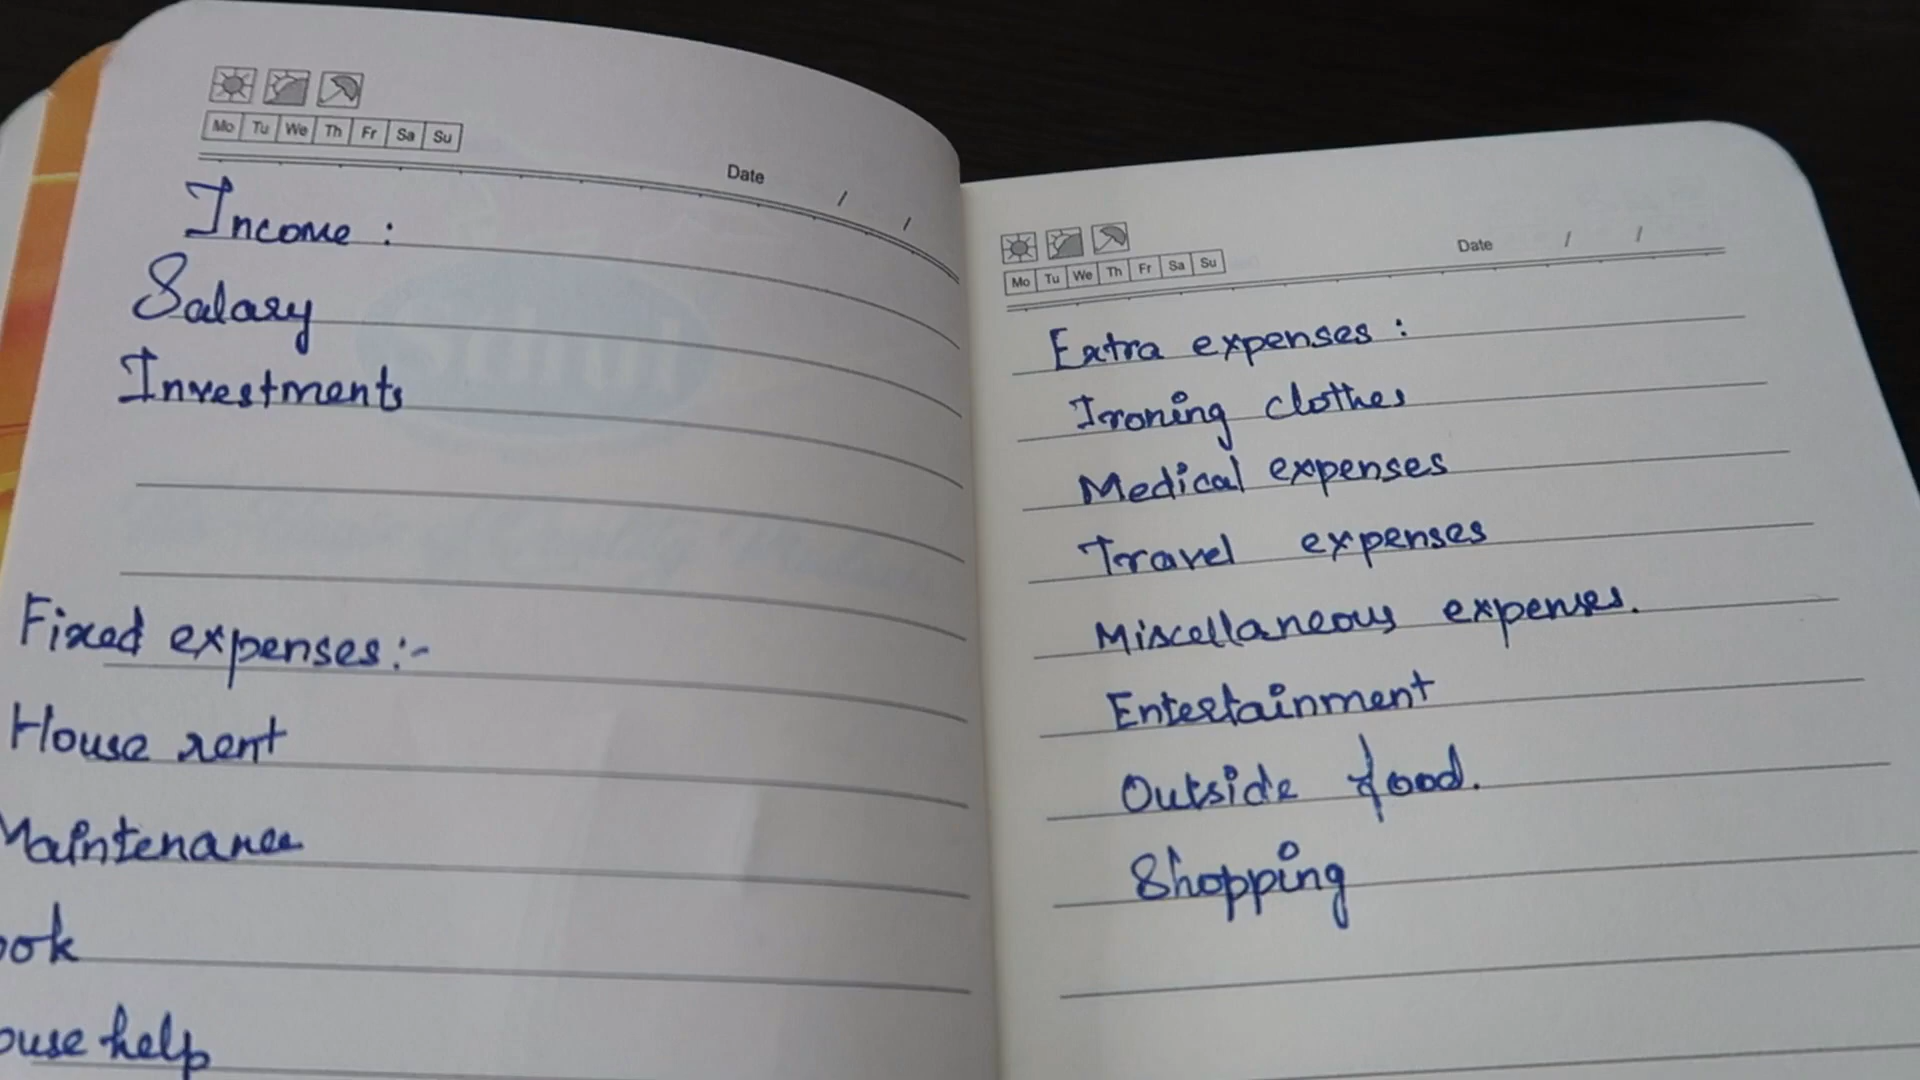 Mo Tu We Th Fr Sa Su
Date / /
Income :
Salary
Investments
Fixed expenses:-
House rent
Maintenance
ook
ouse help
Mo Tu We Th Fr Sa Su
Date / /
Extra expenses :
Ironing clothes
Medical expenses
Travel expenses
Miscellaneous expenses.
Entertainment
Outside food.
Shopping